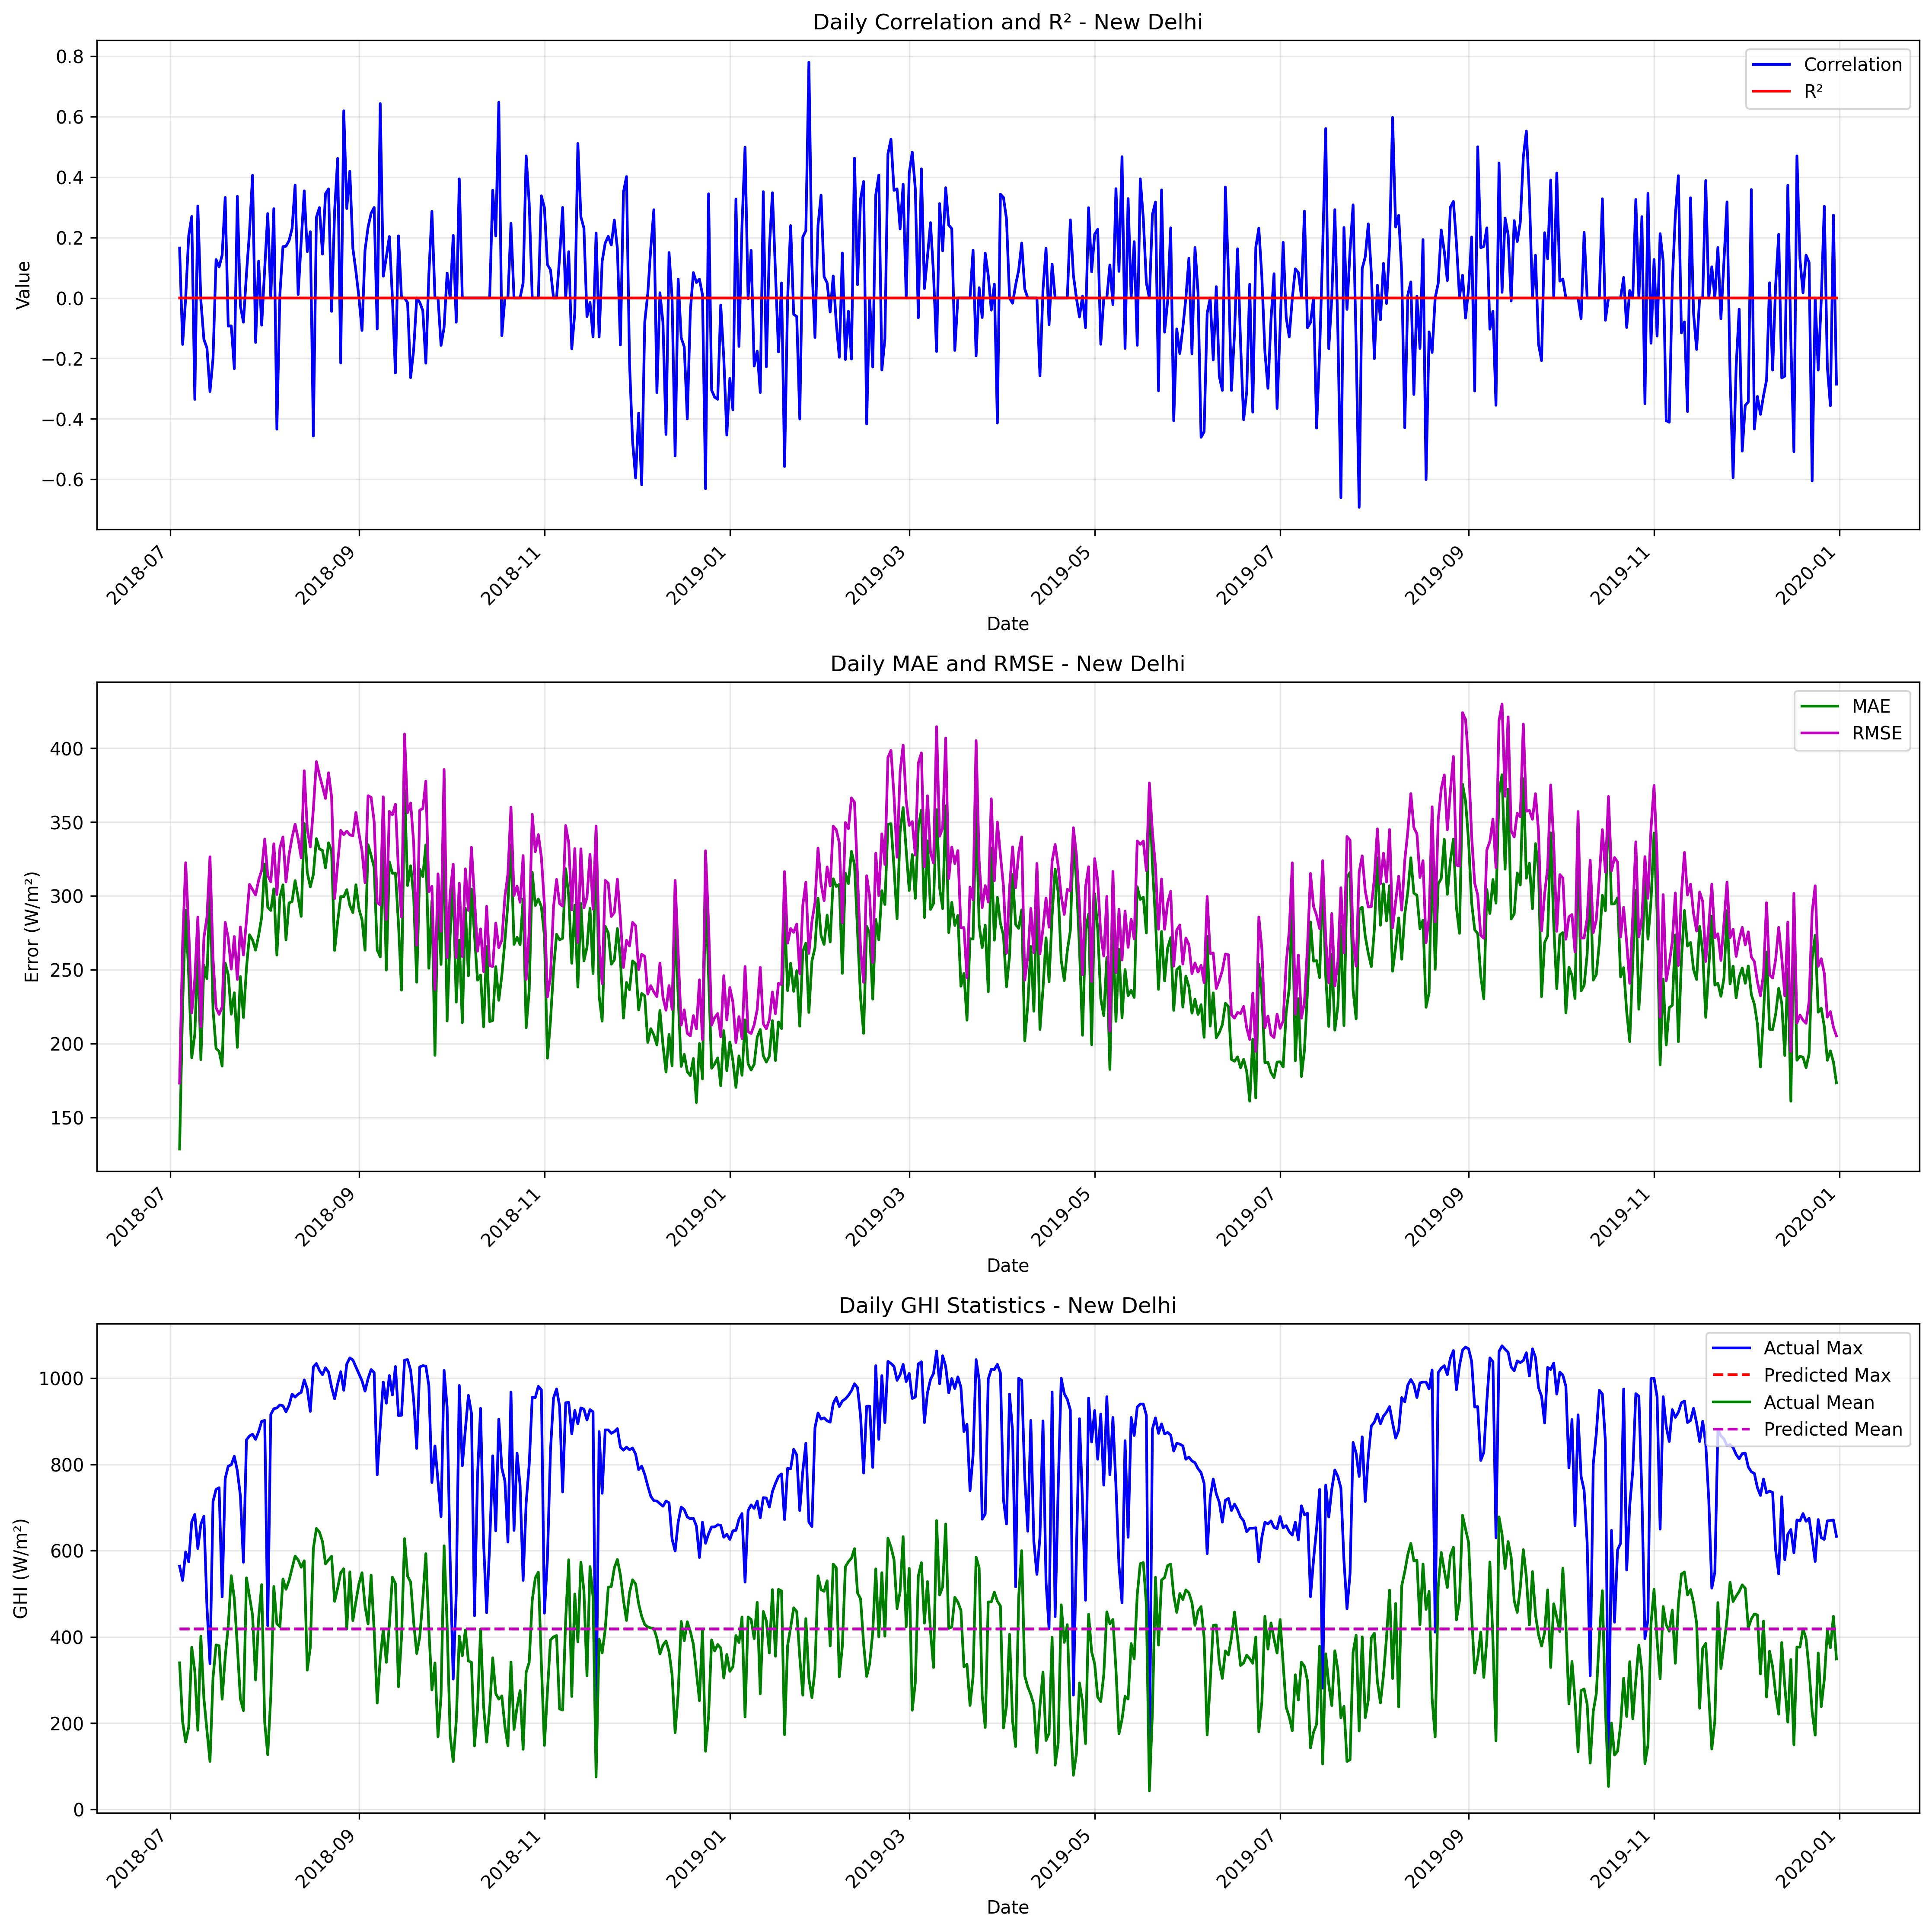 Daily Correlation and R² - New Delhi
Correlation
R²
0.8
0.6
0.4
0.2
0.0
−0.2
−0.4
−0.6
Value
2018-07
2018-09
2018-11
2019-01
2019-03
2019-05
2019-07
2019-09
2019-11
2020-01
Date
Daily MAE and RMSE - New Delhi
MAE
RMSE
400
350
300
250
200
150
Error (W/m²)
2018-07
2018-09
2018-11
2019-01
2019-03
2019-05
2019-07
2019-09
2019-11
2020-01
Date
Daily GHI Statistics - New Delhi
Actual Max
Predicted Max
Actual Mean
Predicted Mean
1000
800
600
400
200
0
GHI (W/m²)
2018-07
2018-09
2018-11
2019-01
2019-03
2019-05
2019-07
2019-09
2019-11
2020-01
Date